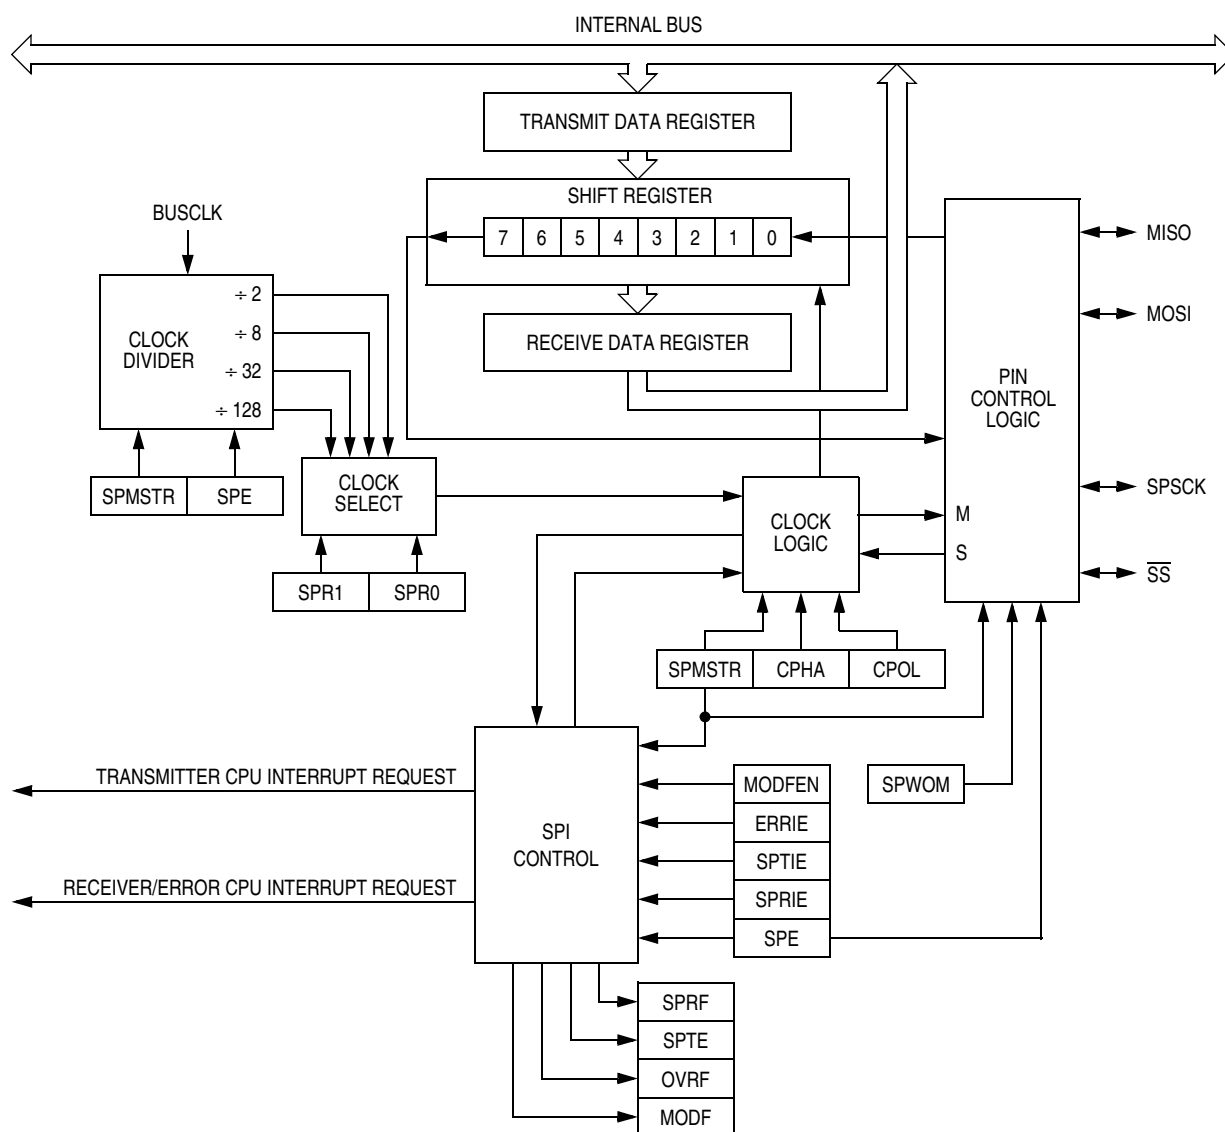 INTERNAL BUS
TRANSMIT DATA REGISTER
SHIFT REGISTER
7 6 5 4 3 2 1 0
RECEIVE DATA REGISTER
BUSCLK
CLOCK
DIVIDER
÷ 2
÷ 8
÷ 32
÷ 128
SPMSTR SPE
CLOCK
SELECT
SPR1 SPR0
CLOCK
LOGIC
PIN
CONTROL
LOGIC
M
S
MISO
MOSI
SPSCK
S̅S̅
SPMSTR CPHA CPOL
TRANSMITTER CPU INTERRUPT REQUEST
RECEIVER/ERROR CPU INTERRUPT REQUEST
SPI
CONTROL
MODFEN
ERRIE
SPTIE
SPRIE
SPE
SPWOM
SPRF
SPTE
OVRF
MODF